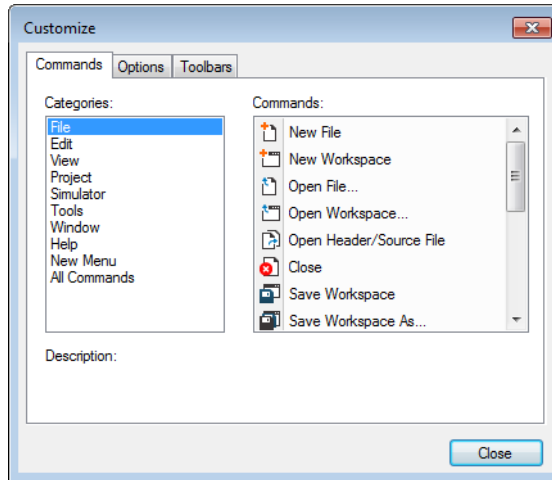 Customize
Commands Options Toolbars
Categories:
File
Edit
View
Project
Simulator
Tools
Window
Help
New Menu
All Commands
Commands:
New File
New Workspace
Open File...
Open Workspace...
Open Header/Source File
Close
Save Workspace
Save Workspace As...
Description:
Close